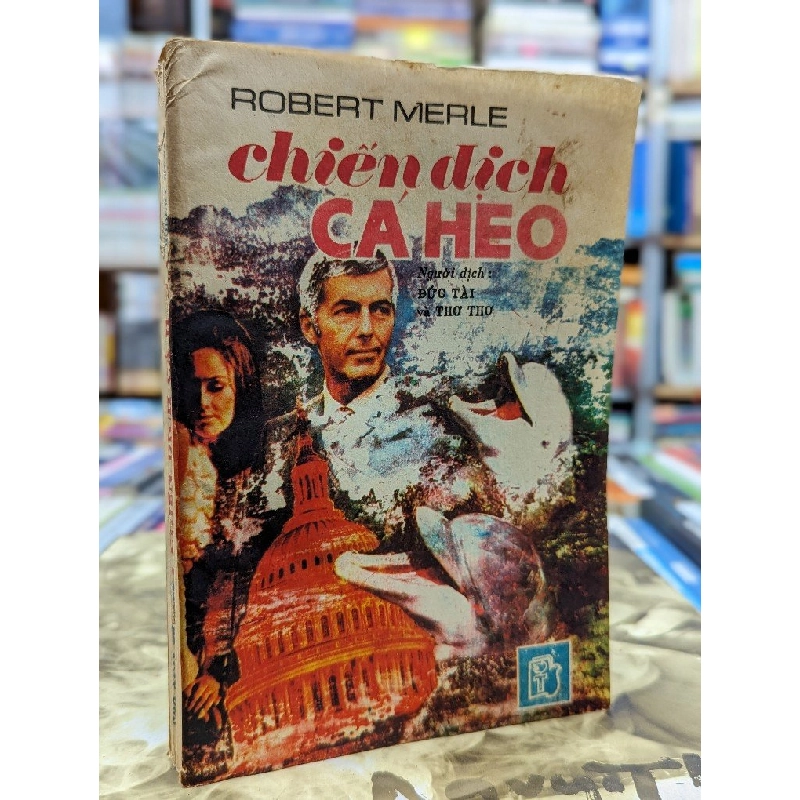 ROBERT MERLE
chiến dịch
CÁ HEO
Người dịch:
ĐỨC TÀI
và THƠ THƠ